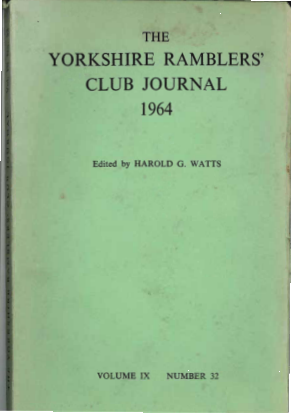 THE
YORKSHIRE RAMBLERS'
CLUB JOURNAL
1964
Edited by HAROLD G. WATTS
VOLUME IX NUMBER 32